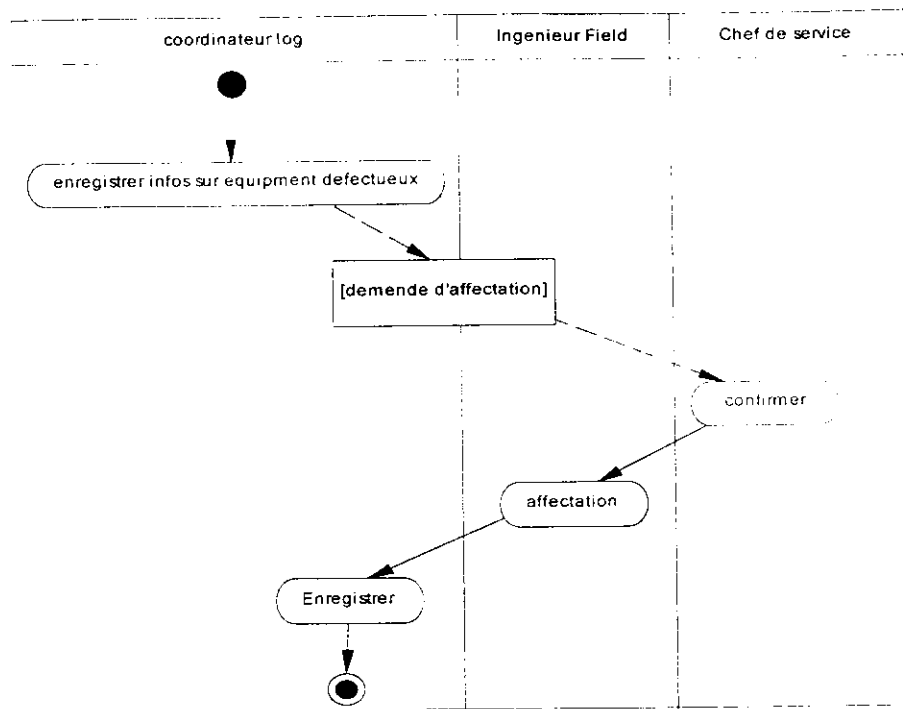 coordinateur log
Ingenieur Field
Chef de service
enregistrer infos sur equipment defectueux
[demende d'affectation]
confirmer
affectation
Enregistrer